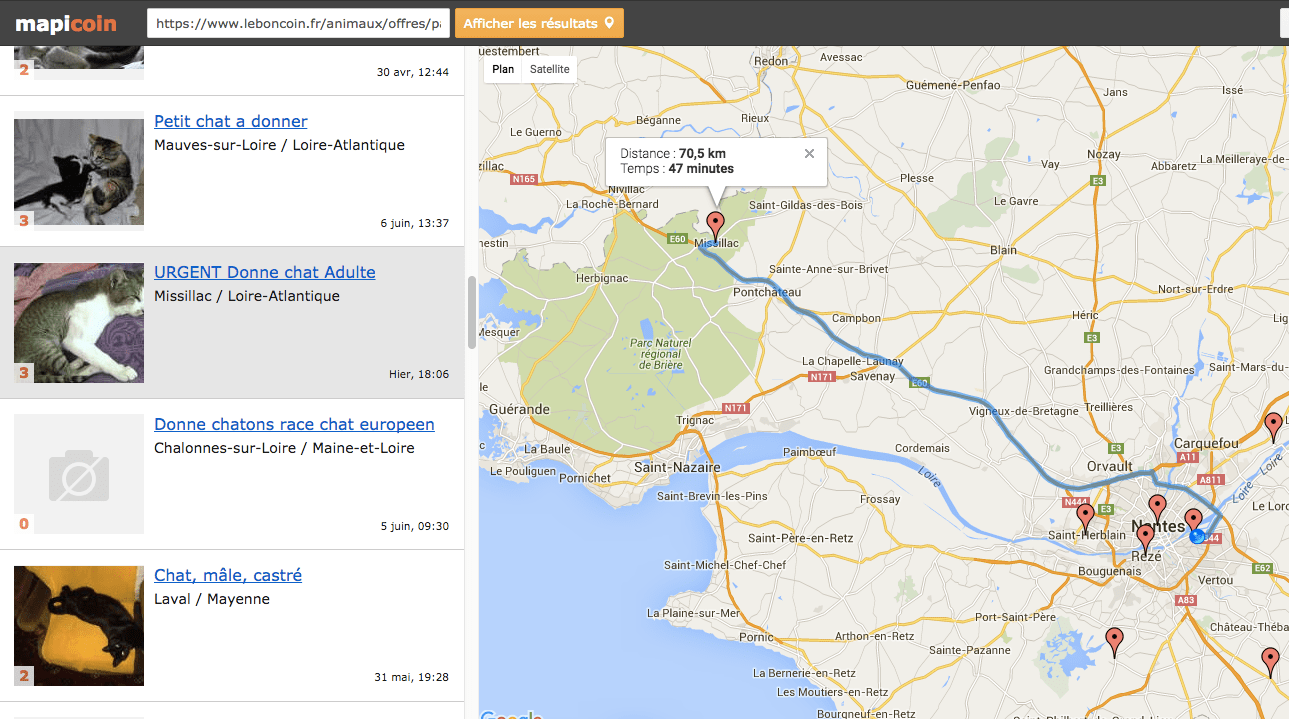 mapicoin
https://www.leboncoin.fr/animaux/offres/pa
Afficher les résultats
2
30 avr, 12:44
Petit chat a donner
Mauves-sur-Loire / Loire-Atlantique
3
6 juin, 13:37
URGENT Donne chat Adulte
Missillac / Loire-Atlantique
3
Hier, 18:06
Donne chatons race chat europeen
Chalonnes-sur-Loire / Maine-et-Loire
0
5 juin, 09:30
Chat, mâle, castré
Laval / Mayenne
2
31 mai, 19:28
Plan
Satellite
Distance : 70,5 km
Temps : 47 minutes
uestembert
Redon
Avessac
Guémené-Penfao
Jans
Issé
Béganne
Rieux
Le Guerno
Nozay
Abbaretz
La Meilleraye-de-
Vay
zillac
N165
Nivillac
Plesse
E3
La Roche-Bernard
Saint-Gildas-des-Bois
Le Gavre
nestin
E60
Missillac
Blain
Herbignac
Sainte-Anne-sur-Brivet
Pontchâteau
Nort-sur-Erdre
Mesquer
Campbon
Héric
Lig
Parc Naturel
régional
de Brière
E3
La Chapelle-Launay
Grandchamps-des-Fontaines
Saint-Mars-du-
N171
Savenay
E60
le
Guérande
N171
Vigneux-de-Bretagne
Treillières
Trignac
c
La Baule
Cordemais
E3
Carquefou
Paimbœuf
A11
Le Pouliguen
Pornichet
Saint-Nazaire
Orvault
Loire
Loire
A811
Loire
Saint-Brevin-les-Pins
Frossay
N444
E3
Le Loro
Nantes
Saint-Père-en-Retz
Saint-Herblain
N844
Saint-Michel-Chef-Chef
Rezé
Bouguenais
Vertou
E62
La Plaine-sur-Mer
A83
Port-Saint-Père
Château-Théba
Pornic
Arthon-en-Retz
Sainte-Pazanne
La Bernerie-en-Retz
Les Moutiers-en-Retz
Bourgneuf-en-Retz
Google